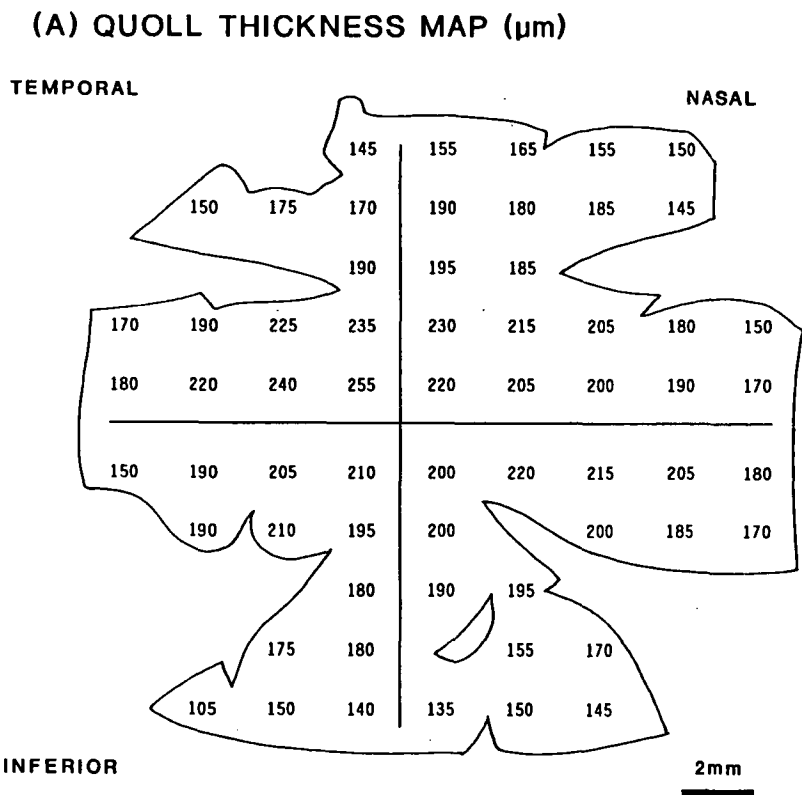 (A) QUOLL THICKNESS MAP (μm)
TEMPORAL
NASAL
145 155 165 155 150
150 175 170 190 180 185 145
190 195 185
170 190 225 235 230 215 205 180 150
180 220 240 255 220 205 200 190 170
150 190 205 210 200 220 215 205 180
190 210 195 200 200 185 170
180 190 195
175 180 155 170
105 150 140 135 150 145
INFERIOR
2mm